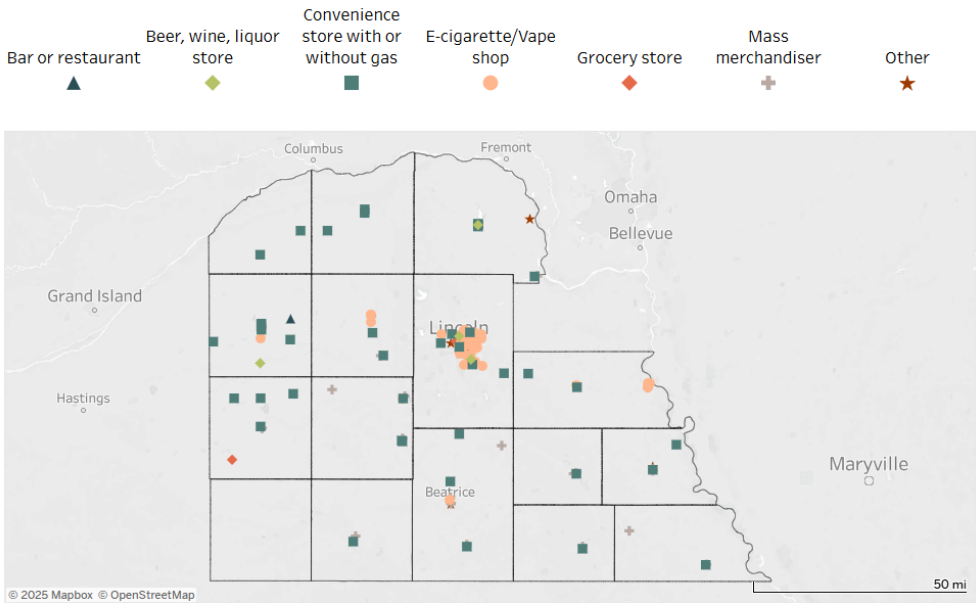 Bar or restaurant
Beer, wine, liquor
store
Convenience
store with or
without gas
E-cigarette/Vape
shop
Grocery store
Mass
merchandiser
Other
Columbus
Fremont
Omaha
Bellevue
Grand Island
Lincoln
Hastings
Maryville
Beatrice
50 mi
© 2025 Mapbox © OpenStreetMap